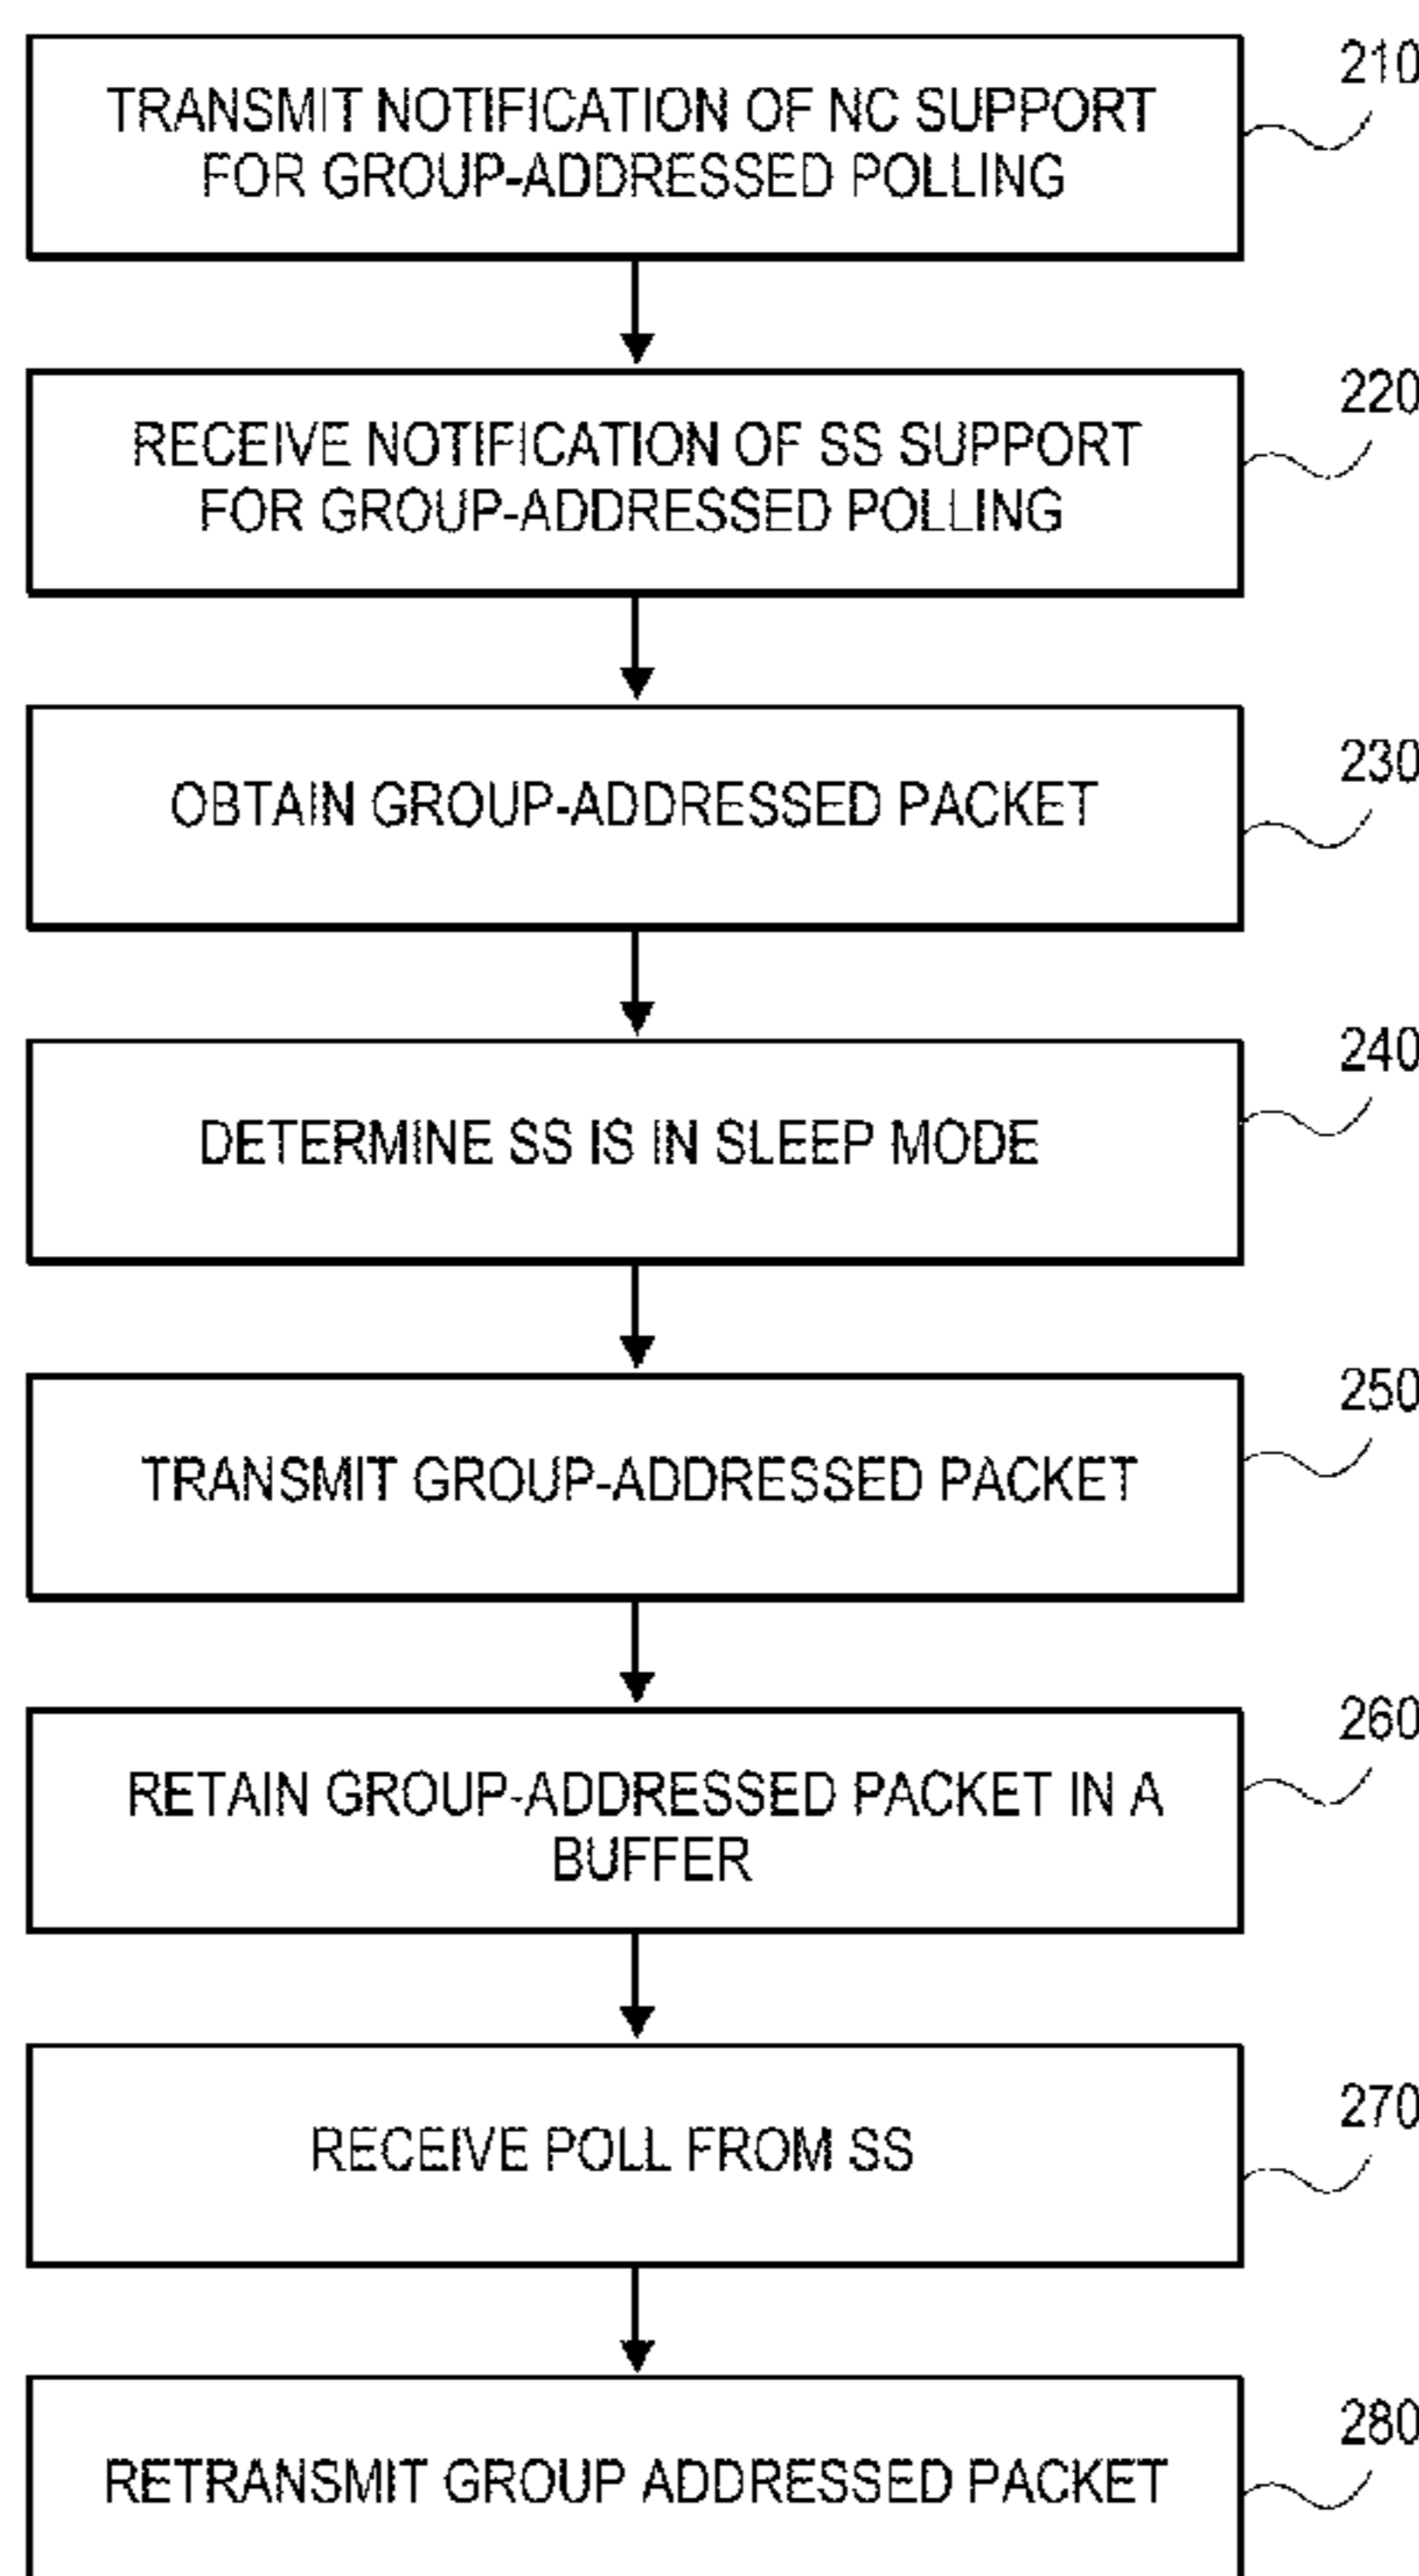 210
TRANSMIT NOTIFICATION OF NC SUPPORT
FOR GROUP-ADDRESSED POLLING
220
RECEIVE NOTIFICATION OF SS SUPPORT
FOR GROUP-ADDRESSED POLLING
230
OBTAIN GROUP-ADDRESSED PACKET
240
DETERMINE SS IS IN SLEEP MODE
250
TRANSMIT GROUP-ADDRESSED PACKET
260
RETAIN GROUP-ADDRESSED PACKET IN A
BUFFER
270
RECEIVE POLL FROM SS
280
RETRANSMIT GROUP ADDRESSED PACKET